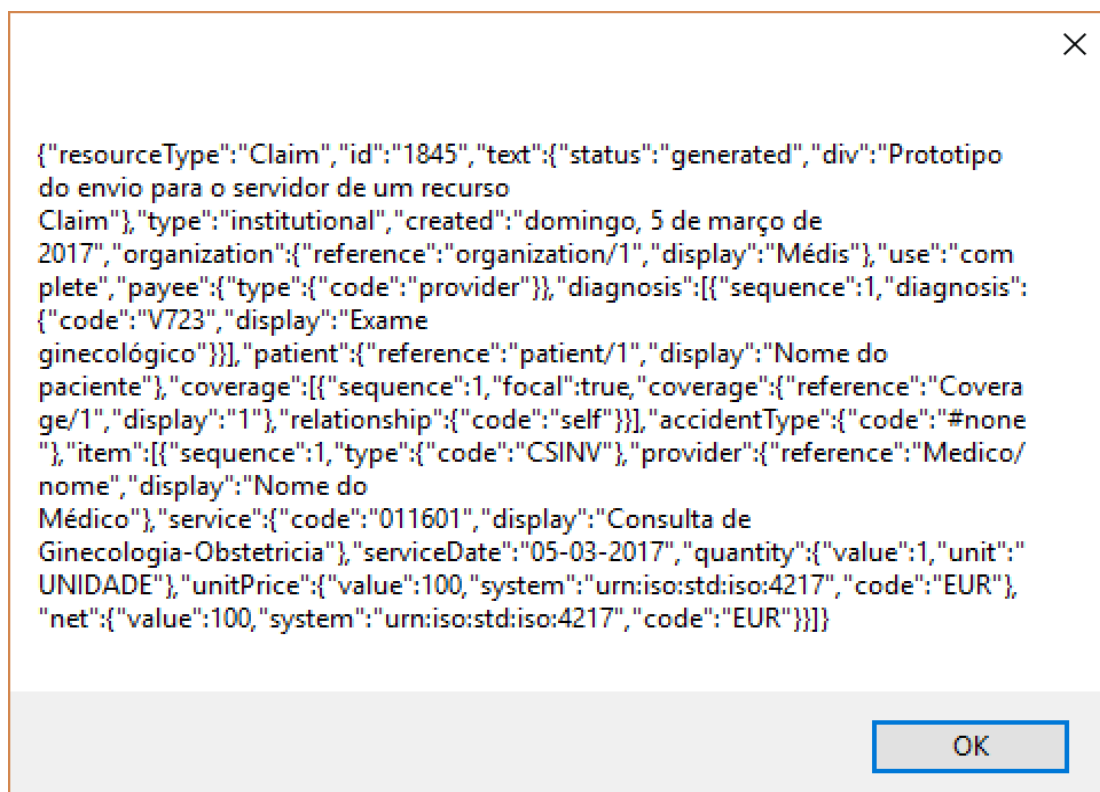 {"resourceType":"Claim","id":"1845","text":{"status":"generated","div":"Prototipo
do envio para o servidor de um recurso
Claim"},"type":"institutional","created":"domingo, 5 de março de
2017","organization":{"reference":"organization/1","display":"Médis"},"use":"com
plete","payee":{"type":{"code":"provider"}},"diagnosis":[{"sequence":1,"diagnosis":
{"code":"V723","display":"Exame
ginecológico"}}],"patient":{"reference":"patient/1","display":"Nome do
paciente"},"coverage":[{"sequence":1,"focal":true,"coverage":{"reference":"Covera
ge/1","display":"1"},"relationship":{"code":"self"}}],"accidentType":{"code":"#none
"},"item":[{"sequence":1,"type":{"code":"CSINV"},"provider":{"reference":"Medico/
nome","display":"Nome do
Médico"},"service":{"code":"011601","display":"Consulta de
Ginecologia-Obstetricia"},"serviceDate":"05-03-2017","quantity":{"value":1,"unit":"
UNIDADE"},"unitPrice":{"value":100,"system":"urn:iso:std:iso:4217","code":"EUR"},
"net":{"value":100,"system":"urn:iso:std:iso:4217","code":"EUR"}}]}
OK